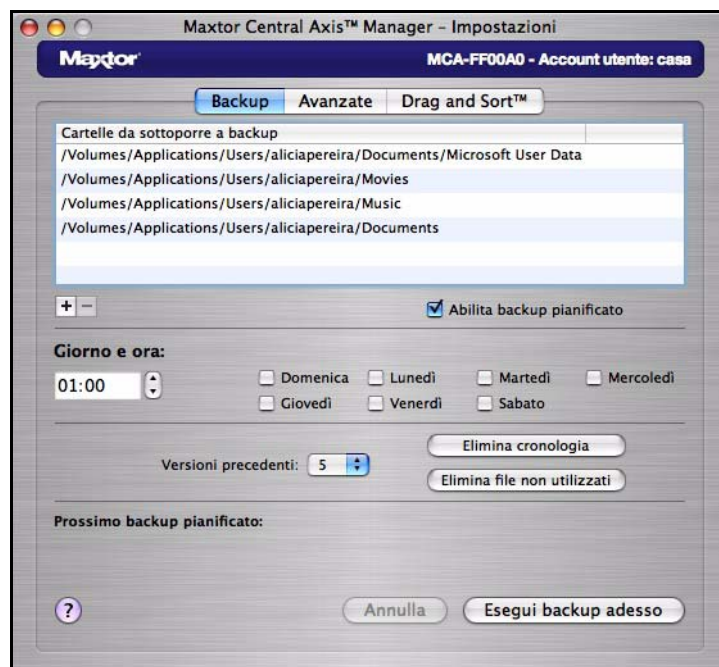 Maxtor Central Axis™ Manager – Impostazioni
Maxtor
MCA-FF00A0 - Account utente: casa
Backup Avanzate Drag and Sort™
Cartelle da sottoporre a backup
/Volumes/Applications/Users/aliciapereira/Documents/Microsoft User Data
/Volumes/Applications/Users/aliciapereira/Movies
/Volumes/Applications/Users/aliciapereira/Music
/Volumes/Applications/Users/aliciapereira/Documents
+ − Abilita backup pianificato
Giorno e ora:
01:00 Domenica Lunedì Martedì Mercoledì
Giovedì Venerdì Sabato
Versioni precedenti: 5
Elimina cronologia
Elimina file non utilizzati
Prossimo backup pianificato:
? Annulla Esegui backup adesso